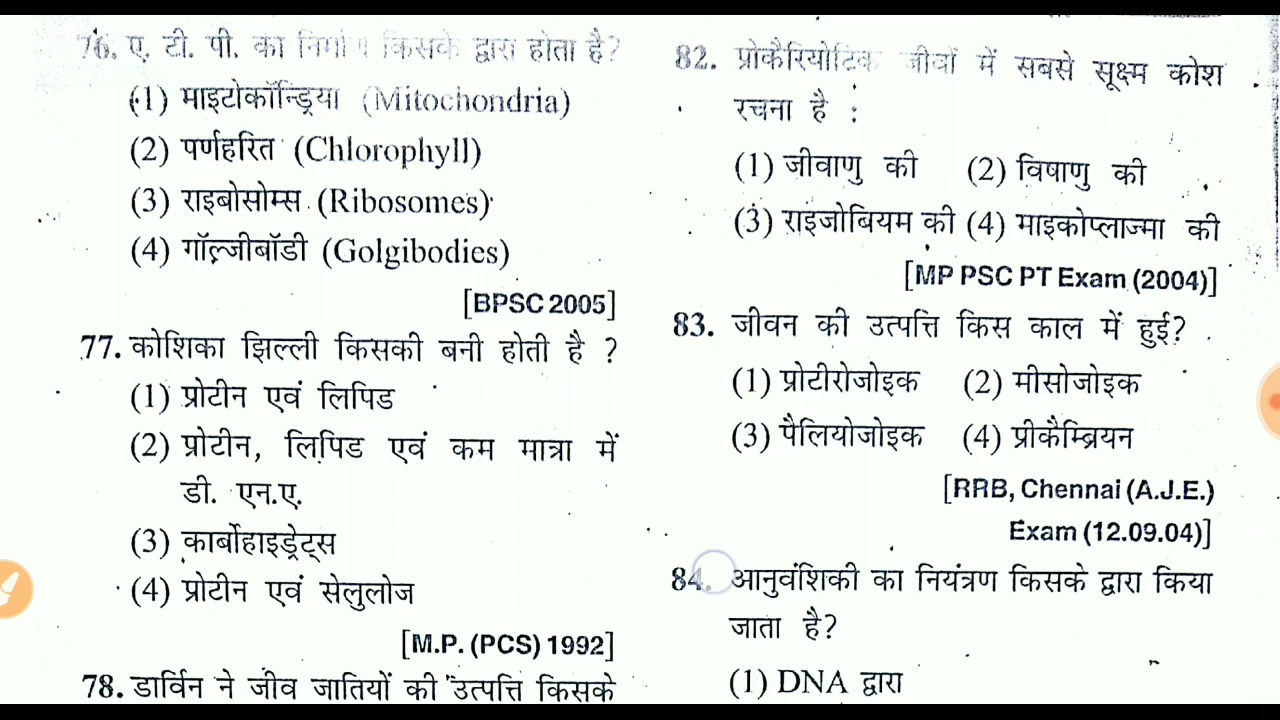 76. ए. टी. पी. का निर्माण किसके द्वारा होता है?
(1) माइटोकॉन्ड्रिया (Mitochondria)
(2) पर्णहरित (Chlorophyll)
(3) राइबोसोम्स (Ribosomes)
(4) गॉल्जीबॉडी (Golgibodies)
[BPSC 2005]
77. कोशिका झिल्ली किसकी बनी होती है ?
(1) प्रोटीन एवं लिपिड
(2) प्रोटीन, लिपिड एवं कम मात्रा में
डी. एन.ए.
(3) कार्बोहाइड्रेट्स
(4) प्रोटीन एवं सेलुलोज
[M.P. (PCS) 1992]
78. डार्विन ने जीव जातियों की उत्पत्ति किसके
82. प्रोकैरियोटिक जीवों में सबसे सूक्ष्म कोश
रचना है :
(1) जीवाणु की (2) विषाणु की
(3) राइजोबियम की (4) माइकोप्लाज्मा की
[MP PSC PT Exam (2004)]
83. जीवन की उत्पत्ति किस काल में हुई?
(1) प्रोटीरोजोइक (2) मीसोजोइक
(3) पैलियोजोइक (4) प्रीकैम्ब्रियन
[RRB, Chennai (A.J.E.)
Exam (12.09.04)]
84. आनुवंशिकी का नियंत्रण किसके द्वारा किया
जाता है?
(1) DNA द्वारा